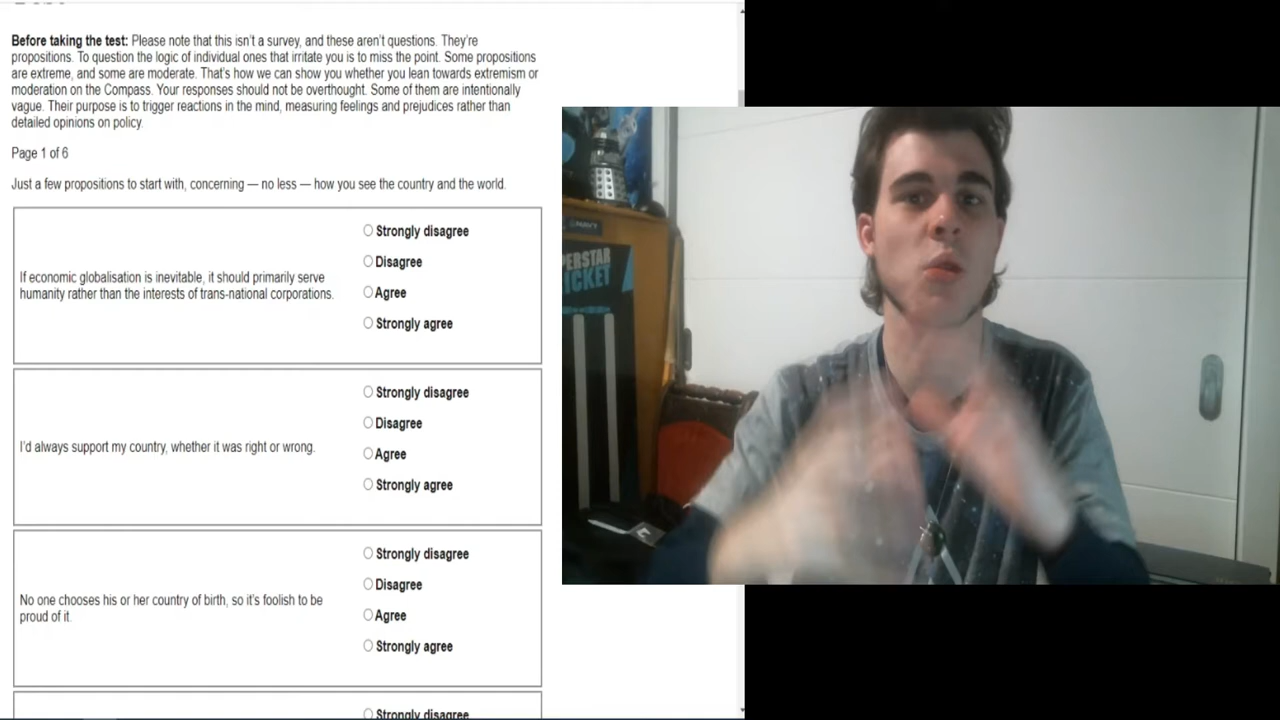 Before taking the test: Please note that this isn't a survey, and these aren't questions. They're
propositions. To question the logic of individual ones that irritate you is to miss the point. Some propositions
are extreme, and some are moderate. That's how we can show you whether you lean towards extremism or
moderation on the Compass. Your responses should not be overthought. Some of them are intentionally
vague. Their purpose is to trigger reactions in the mind, measuring feelings and prejudices rather than
detailed opinions on policy.
Page 1 of 6
Just a few propositions to start with, concerning — no less — how you see the country and the world.
If economic globalisation is inevitable, it should primarily serve
humanity rather than the interests of trans-national corporations.
Strongly disagree
Disagree
Agree
Strongly agree
I'd always support my country, whether it was right or wrong.
Strongly disagree
Disagree
Agree
Strongly agree
No one chooses his or her country of birth, so it's foolish to be
proud of it.
Strongly disagree
Disagree
Agree
Strongly agree
Strongly disagree